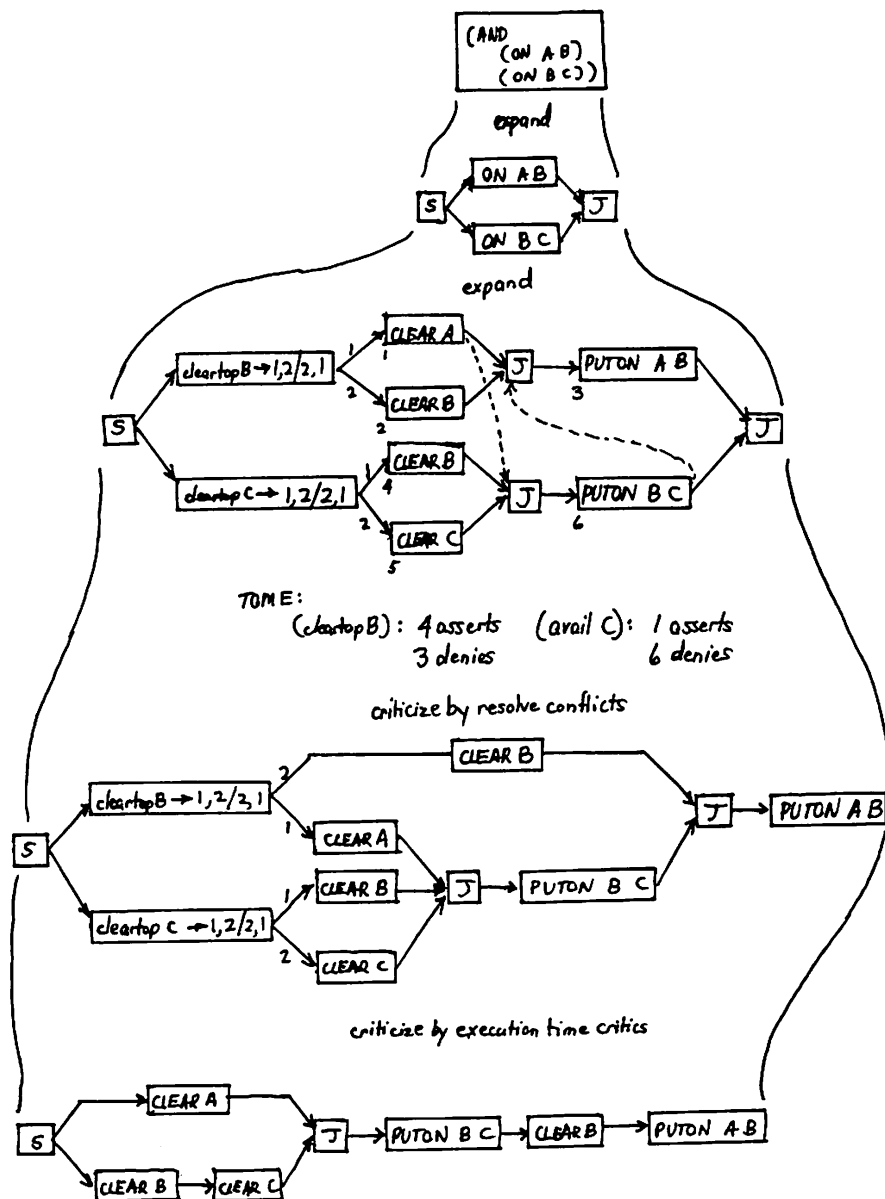 (AND
(ON A B)
(ON B C))
expand
ON A B
S
J
ON B C
expand
CLEAR A
1
1
cleartop B → 1,2/2,1
J
PUTON A B
2
CLEAR B
3
2
S
J
CLEAR B
1
4
cleartop C → 1,2/2,1
J
PUTON B C
2
CLEAR C
6
5
TOME:
(cleartop B): 4 asserts (avail C): 1 asserts
3 denies 6 denies
criticize by resolve conflicts
CLEAR B
2
cleartop B → 1,2/2,1
J
PUTON A B
1
CLEAR A
S
1
CLEAR B
J
PUTON B C
cleartop C → 1,2/2,1
2
CLEAR C
criticize by execution time critics
CLEAR A
S
J
PUTON B C
CLEAR B
PUTON A B
CLEAR B
CLEAR C